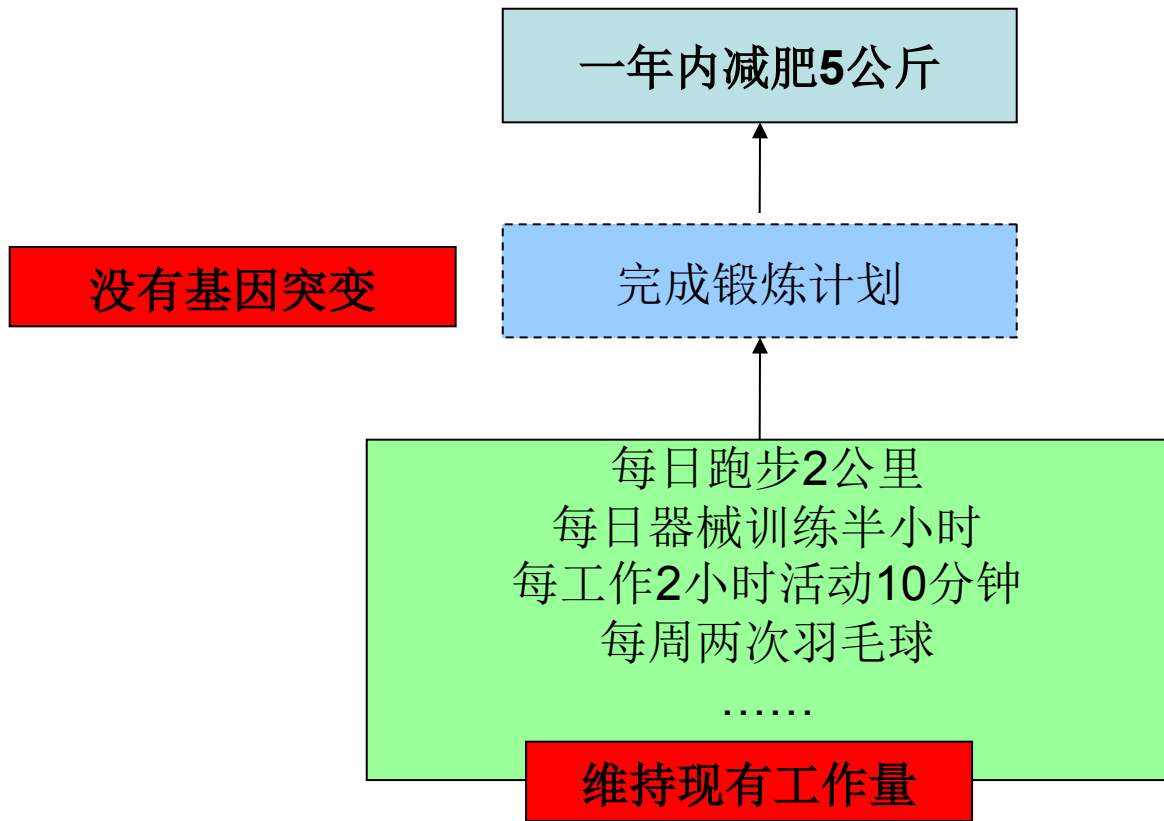 一年内减肥5公斤
没有基因突变
完成锻炼计划
每日跑步2公里
每日器械训练半小时
每工作2小时活动10分钟
每周两次羽毛球
……
维持现有工作量